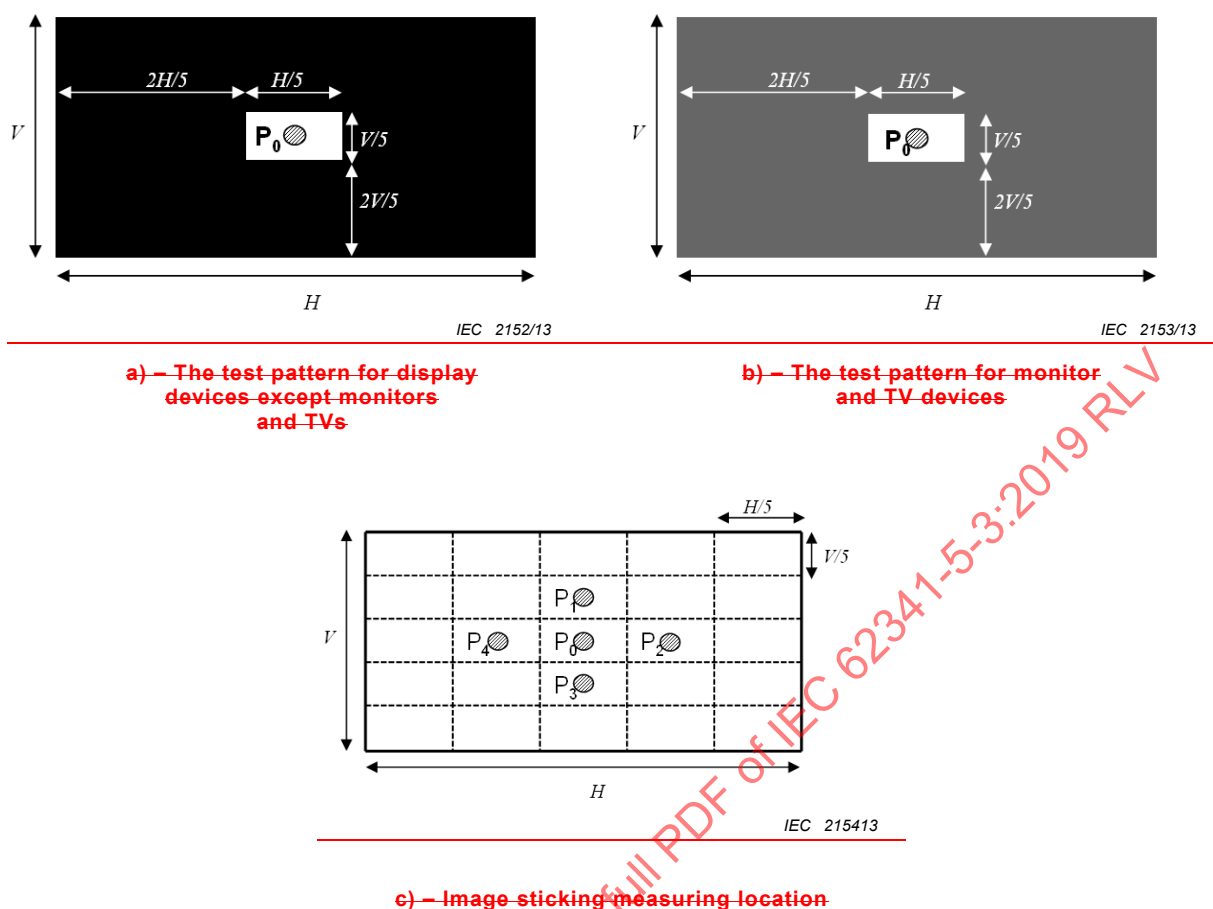 2H/5 H/5
V P0 V/5
2V/5
H
IEC 2152/13
a) – The test pattern for display
devices except monitors
and TVs
2H/5 H/5
V P0 V/5
2V/5
H
IEC 2153/13
b) – The test pattern for monitor
and TV devices
H/5
V/5
P1
V P4 P0 P2
P3
H
IEC 215413
c) – Image sticking measuring location
full PDF of IEC 62341-5-3:2019 RLV